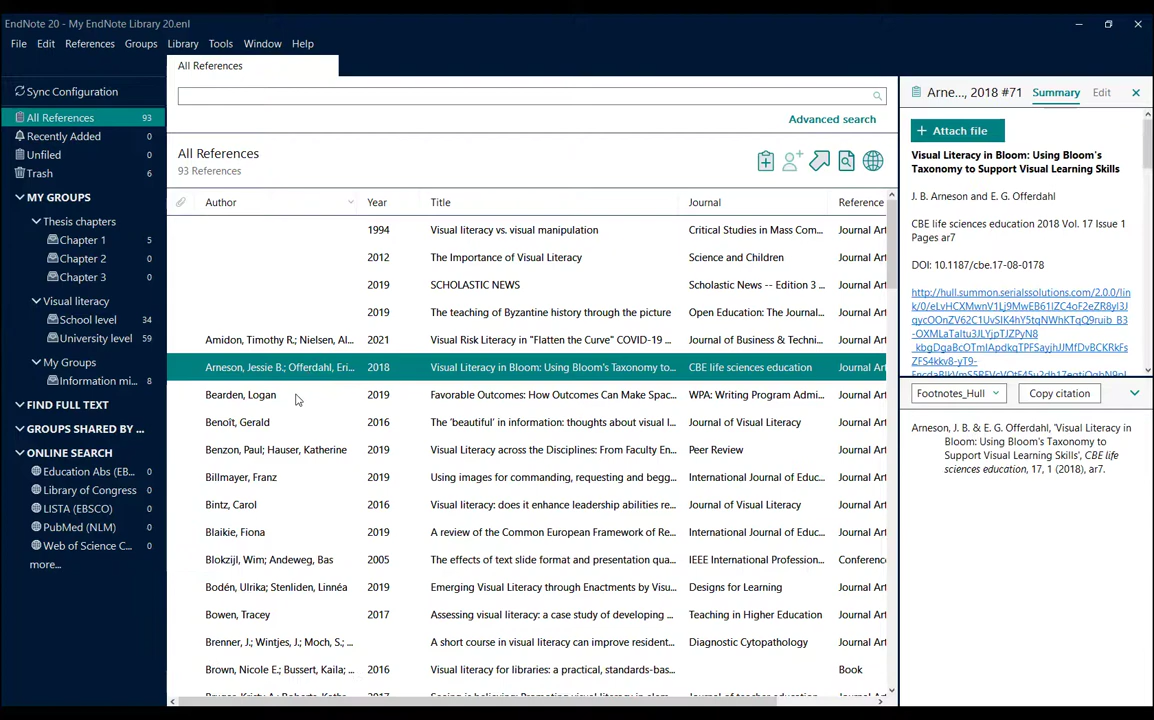 EndNote 20 - My EndNote Library 20.enl
File Edit References Groups Library Tools Window Help
All References
Sync Configuration
All References 93
Recently Added 0
Unfiled 0
Trash 6
MY GROUPS
Thesis chapters
Chapter 1 5
Chapter 2 0
Chapter 3 0
Visual literacy
School level 34
University level 59
My Groups
Information mi... 8
FIND FULL TEXT
GROUPS SHARED BY ...
ONLINE SEARCH
Education Abs (EB... 0
Library of Congress 0
LISTA (EBSCO) 0
PubMed (NLM) 0
Web of Science C... 0
more...
Advanced search
All References
93 References
Author Year Title Journal Reference
1994 Visual literacy vs. visual manipulation Critical Studies in Mass Com... Journal Art
2012 The Importance of Visual Literacy Science and Children Journal Art
2019 SCHOLASTIC NEWS Scholastic News -- Edition 3 ... Journal Art
2019 The teaching of Byzantine history through the picture Open Education: The Journal... Journal Art
Amidon, Timothy R.; Nielsen, Al... 2021 Visual Risk Literacy in "Flatten the Curve" COVID-19 ... Journal of Business & Techni... Journal Art
Arneson, Jessie B.; Offerdahl, Eri... 2018 Visual Literacy in Bloom: Using Bloom's Taxonomy to... CBE life sciences education Journal Art
Bearden, Logan 2019 Favorable Outcomes: How Outcomes Can Make Spac... WPA: Writing Program Admi... Journal Art
Benoît, Gerald 2016 The 'beautiful' in information: thoughts about visual l... Journal of Visual Literacy Journal Art
Benzon, Paul; Hauser, Katherine 2019 Visual Literacy across the Disciplines: From Faculty En... Peer Review Journal Art
Billmayer, Franz 2019 Using images for commanding, requesting and begg... International Journal of Educ... Journal Art
Bintz, Carol 2016 Visual literacy: does it enhance leadership abilities re... Journal of Visual Literacy Journal Art
Blaikie, Fiona 2019 A review of the Common European Framework of Re... International Journal of Educ... Journal Art
Blokzijl, Wim; Andeweg, Bas 2005 The effects of text slide format and presentation qua... IEEE International Profession... Conferenc
Bodén, Ulrika; Stenliden, Linnéa 2019 Emerging Visual Literacy through Enactments by Visu... Designs for Learning Journal Art
Bowen, Tracey 2017 Assessing visual literacy: a case study of developing ... Teaching in Higher Education Journal Art
Brenner, J.; Wintjes, J.; Moch, S.; ... 2019 A short course in visual literacy can improve resident... Diagnostic Cytopathology Journal Art
Brown, Nicole E.; Bussert, Kaila; ... 2016 Visual literacy for libraries: a practical, standards-bas... Book
Arne..., 2018 #71 Summary Edit
Attach file
Visual Literacy in Bloom: Using Bloom's
Taxonomy to Support Visual Learning Skills
J. B. Arneson and E. G. Offerdahl
CBE life sciences education 2018 Vol. 17 Issue 1
Pages ar7
DOI: 10.1187/cbe.17-08-0178
http://hull.summon.serialssolutions.com/2.0.0/lin
Footnotes_Hull Copy citation
Arneson, J. B. & E. G. Offerdahl, 'Visual Literacy in
Bloom: Using Bloom's Taxonomy to
Support Visual Learning Skills', CBE life
sciences education, 17, 1 (2018), ar7.